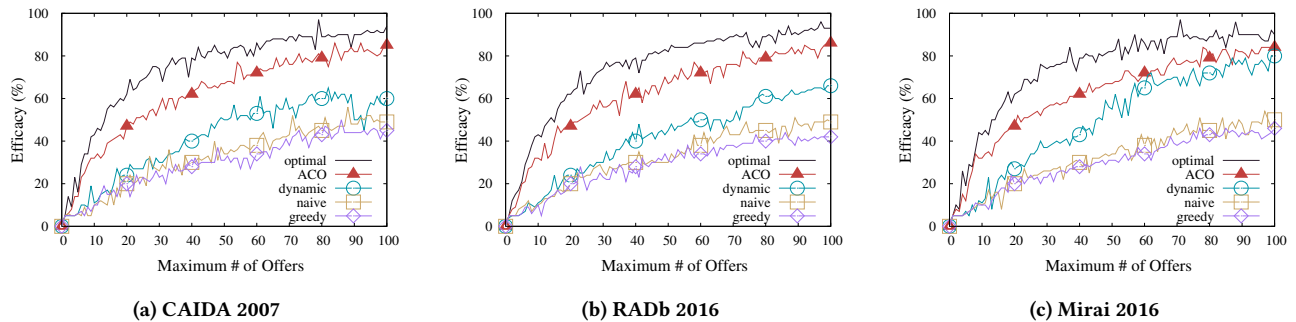 100
80
60
40
20
0
Efficacy (%)
optimal
ACO
dynamic
naive
greedy
0 10 20 30 40 50 60 70 80 90 100
Maximum # of Offers
(a) CAIDA 2007
100
80
60
40
20
0
Efficacy (%)
optimal
ACO
dynamic
naive
greedy
0 10 20 30 40 50 60 70 80 90 100
Maximum # of Offers
(b) RADb 2016
100
80
60
40
20
0
Efficacy (%)
optimal
ACO
dynamic
naive
greedy
0 10 20 30 40 50 60 70 80 90 100
Maximum # of Offers
(c) Mirai 2016